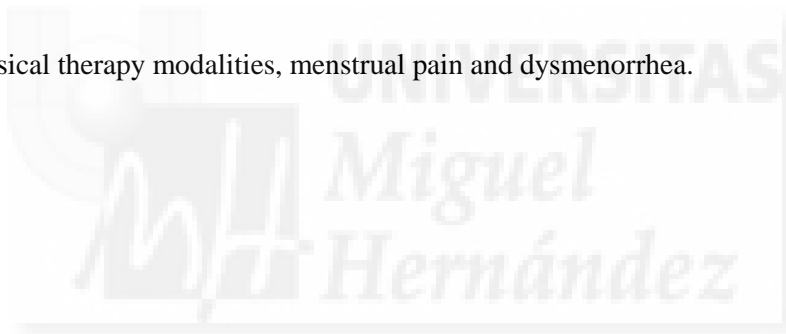 sical therapy modalities, menstrual pain and dysmenorrhea.
UNIVERSITAS
Miguel
Hernández